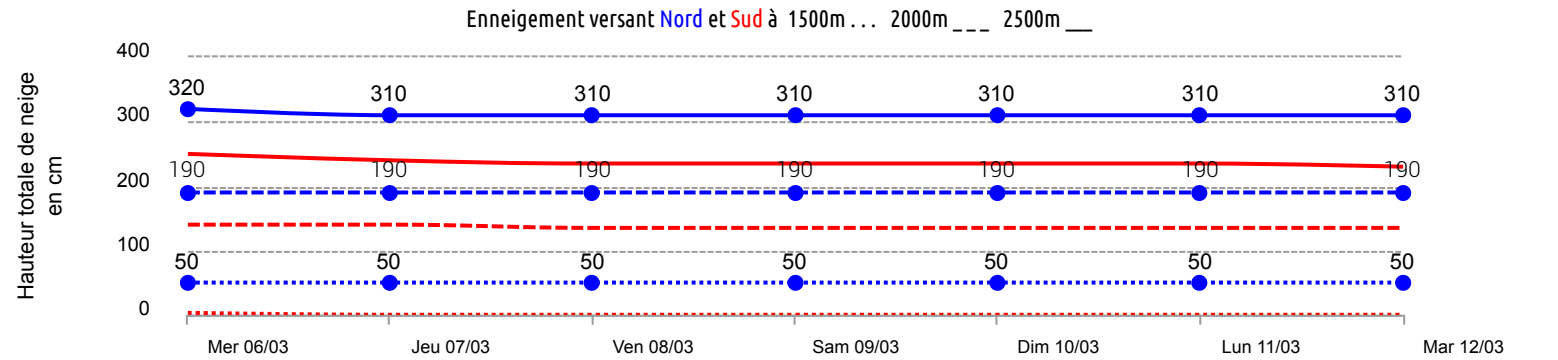 Enneigement versant Nord et Sud à 1500m . . . 2000m _ _ _ 2500m __
Hauteur totale de neige
en cm
400
320 310 310 310 310 310 310
300
190 190 190 190 190 190 190
200
100
50 50 50 50 50 50 50
0
Mer 06/03 Jeu 07/03 Ven 08/03 Sam 09/03 Dim 10/03 Lun 11/03 Mar 12/03